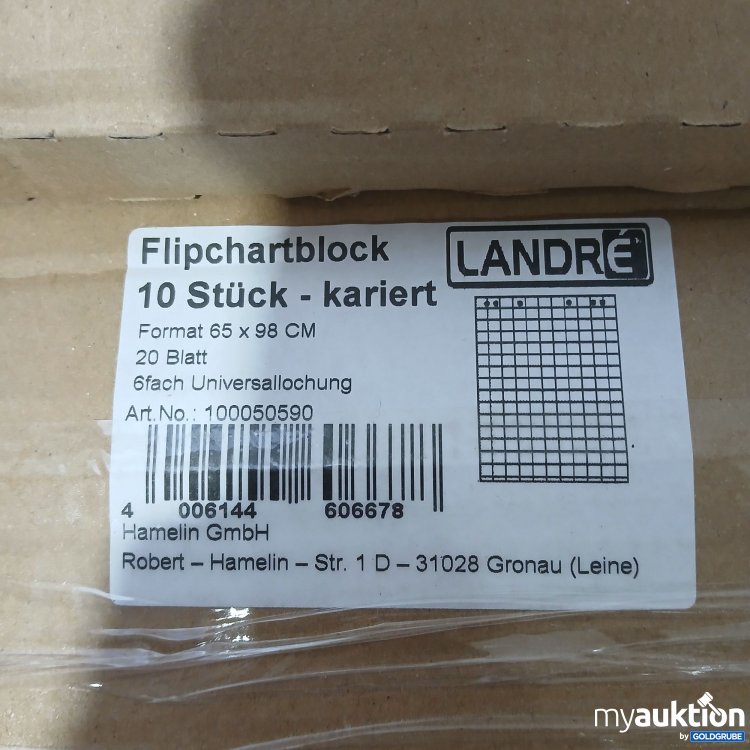 Flipchartblock
LANDRÉ
10 Stück - kariert
Format 65 x 98 CM
20 Blatt
6fach Universallochung
Art.No.: 100050590
4 006144 606678
Hamelin GmbH
Robert – Hamelin – Str. 1 D – 31028 Gronau (Leine)
myauktion
by GOLDGRUBE